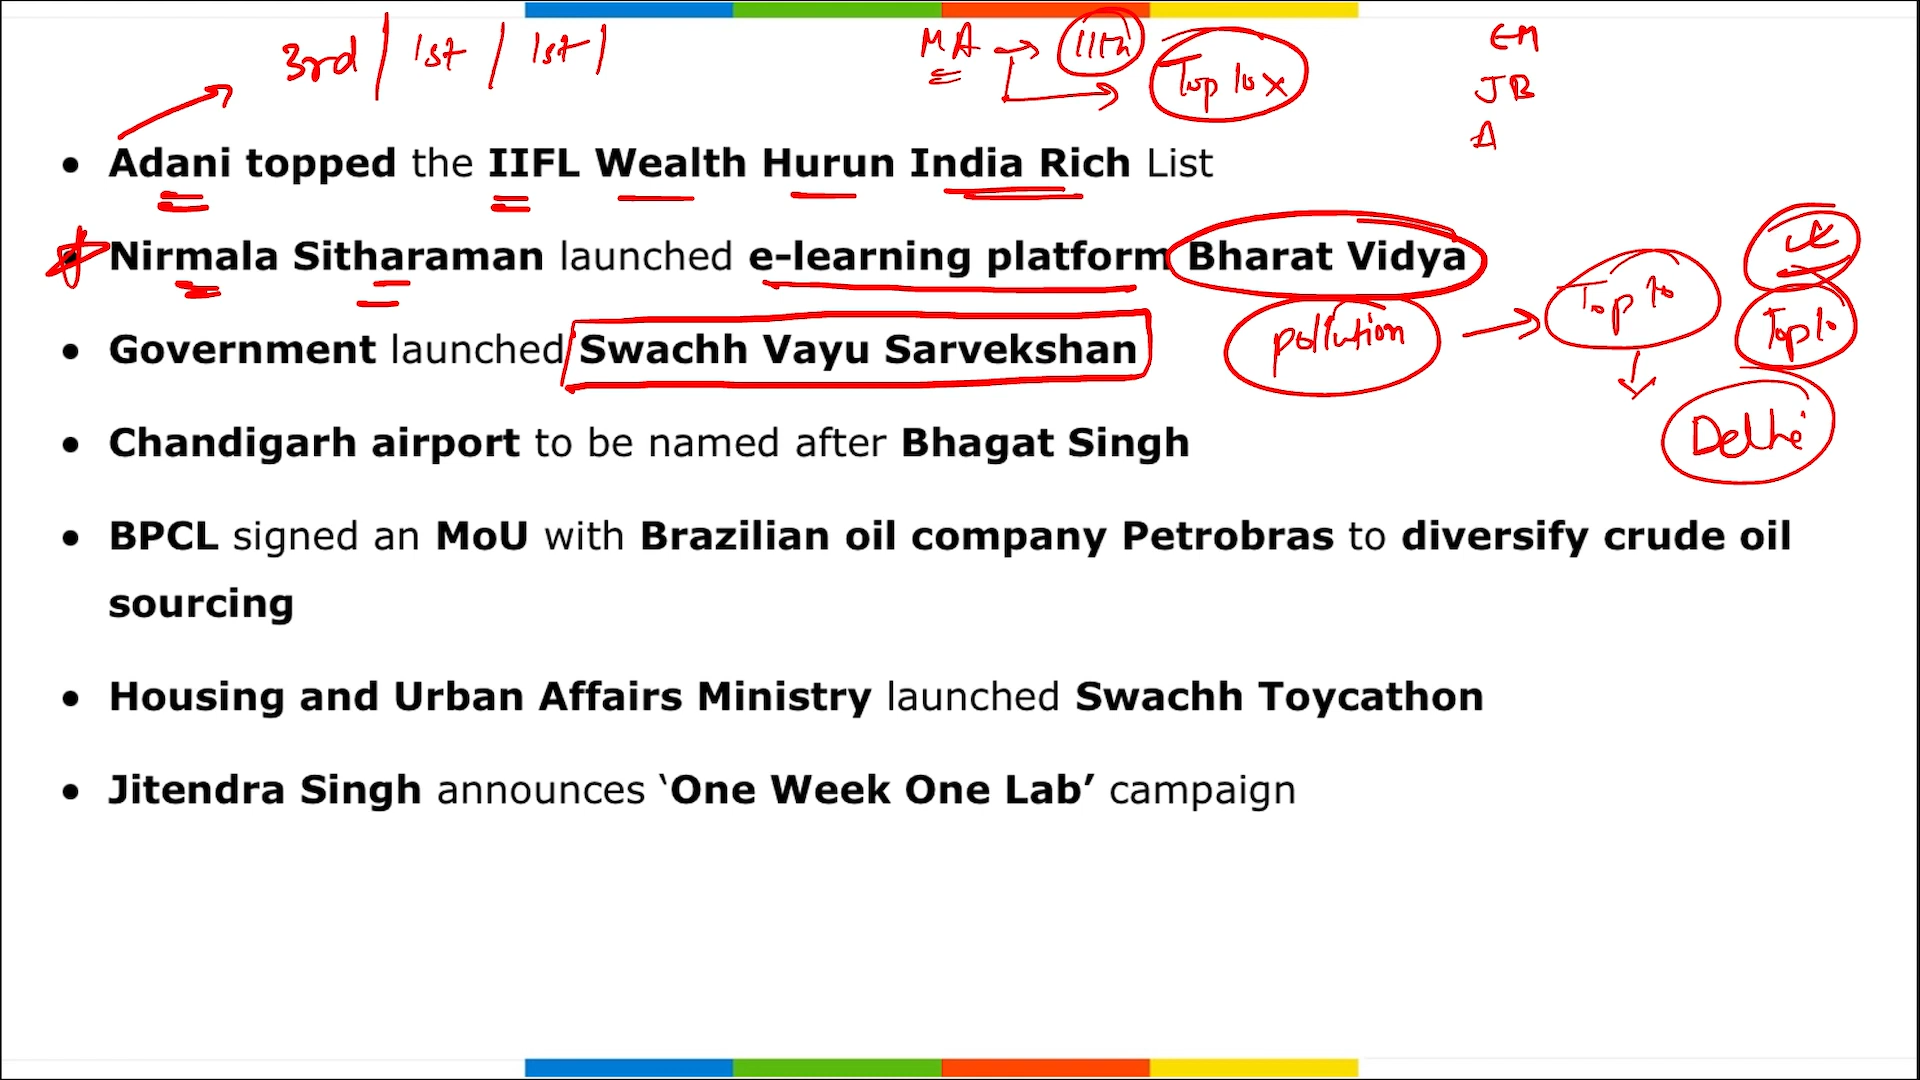 3rd / 1st / 1st /
MA → 11th
Top 10 x
EM
JB
A
• Adani topped the IIFL Wealth Hurun India Rich List
• Nirmala Sitharaman launched e-learning platform Bharat Vidya
• Government launched Swachh Vayu Sarvekshan
pollution → Top 10
Top 10
Delhi
• Chandigarh airport to be named after Bhagat Singh
• BPCL signed an MoU with Brazilian oil company Petrobras to diversify crude oil
sourcing
• Housing and Urban Affairs Ministry launched Swachh Toycathon
• Jitendra Singh announces ‘One Week One Lab’ campaign